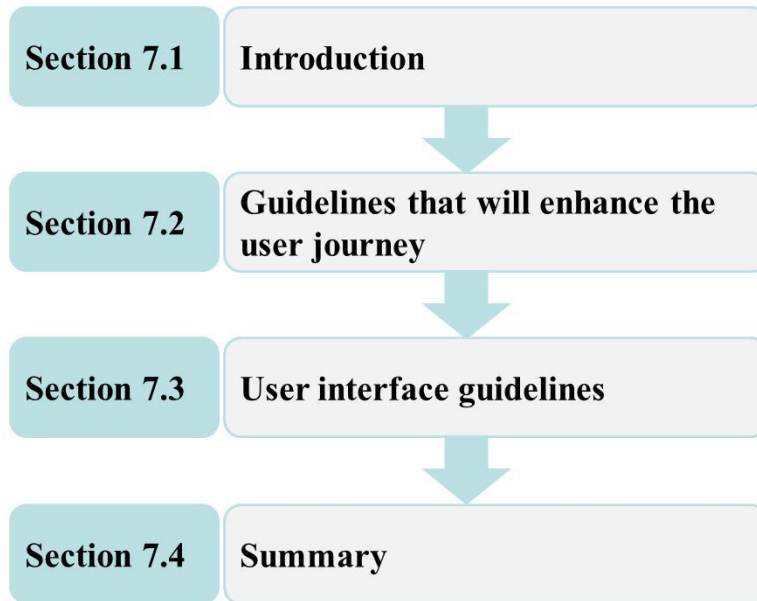 Section 7.1
Introduction
Section 7.2
Guidelines that will enhance the
user journey
Section 7.3
User interface guidelines
Section 7.4
Summary